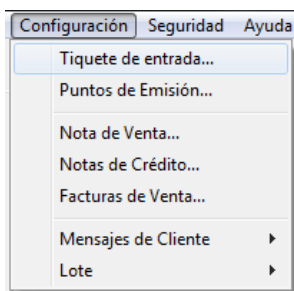 Configuración Seguridad Ayuda
Tiquete de entrada...
Puntos de Emisión...
Nota de Venta...
Notas de Crédito...
Facturas de Venta...
Mensajes de Cliente
Lote